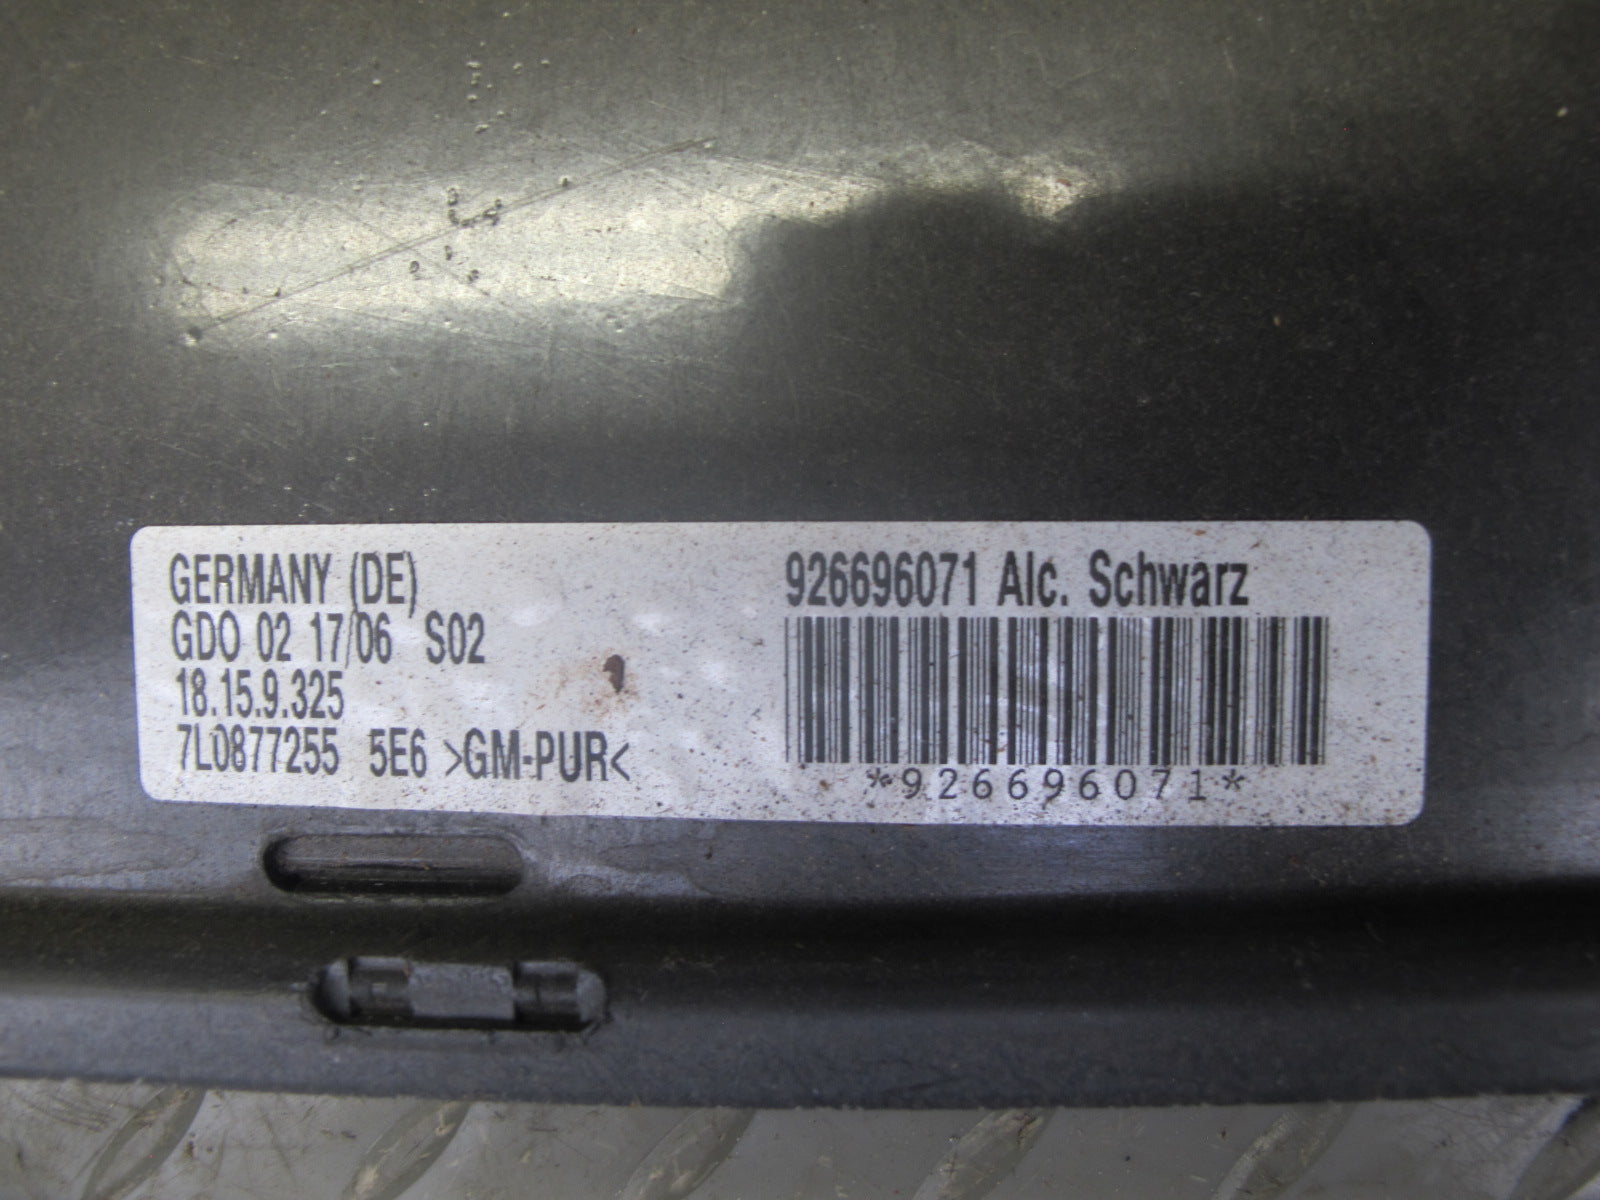 GERMANY (DE)
GDO 02 17/06 S02
18.15.9.325
7L0877255 5E6 >GM-PUR<
926696071 Alc. Schwarz
*926696071*